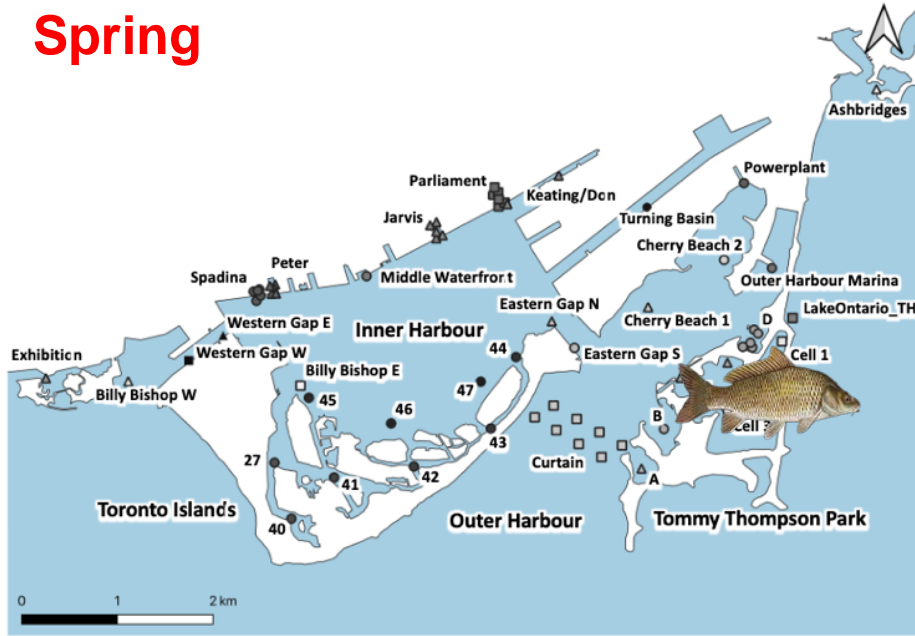 Spring
Ashbridges
Powerplant
Parliament
Keating/Don
Turning Basin
Jarvis
Cherry Beach 2
Peter
Spadina
Middle Waterfront
Outer Harbour Marina
Eastern Gap N
LakeOntario_TH
Western Gap E
Inner Harbour
Cherry Beach 1
D
44
Eastern Gap S
Cell 1
Exhibition
Western Gap W
Billy Bishop E
Billy Bishop W
47
45
46
B
Cell 3
43
27
Curtain
42
41
A
Toronto Islands
40
Outer Harbour
Tommy Thompson Park
0 1 2 km